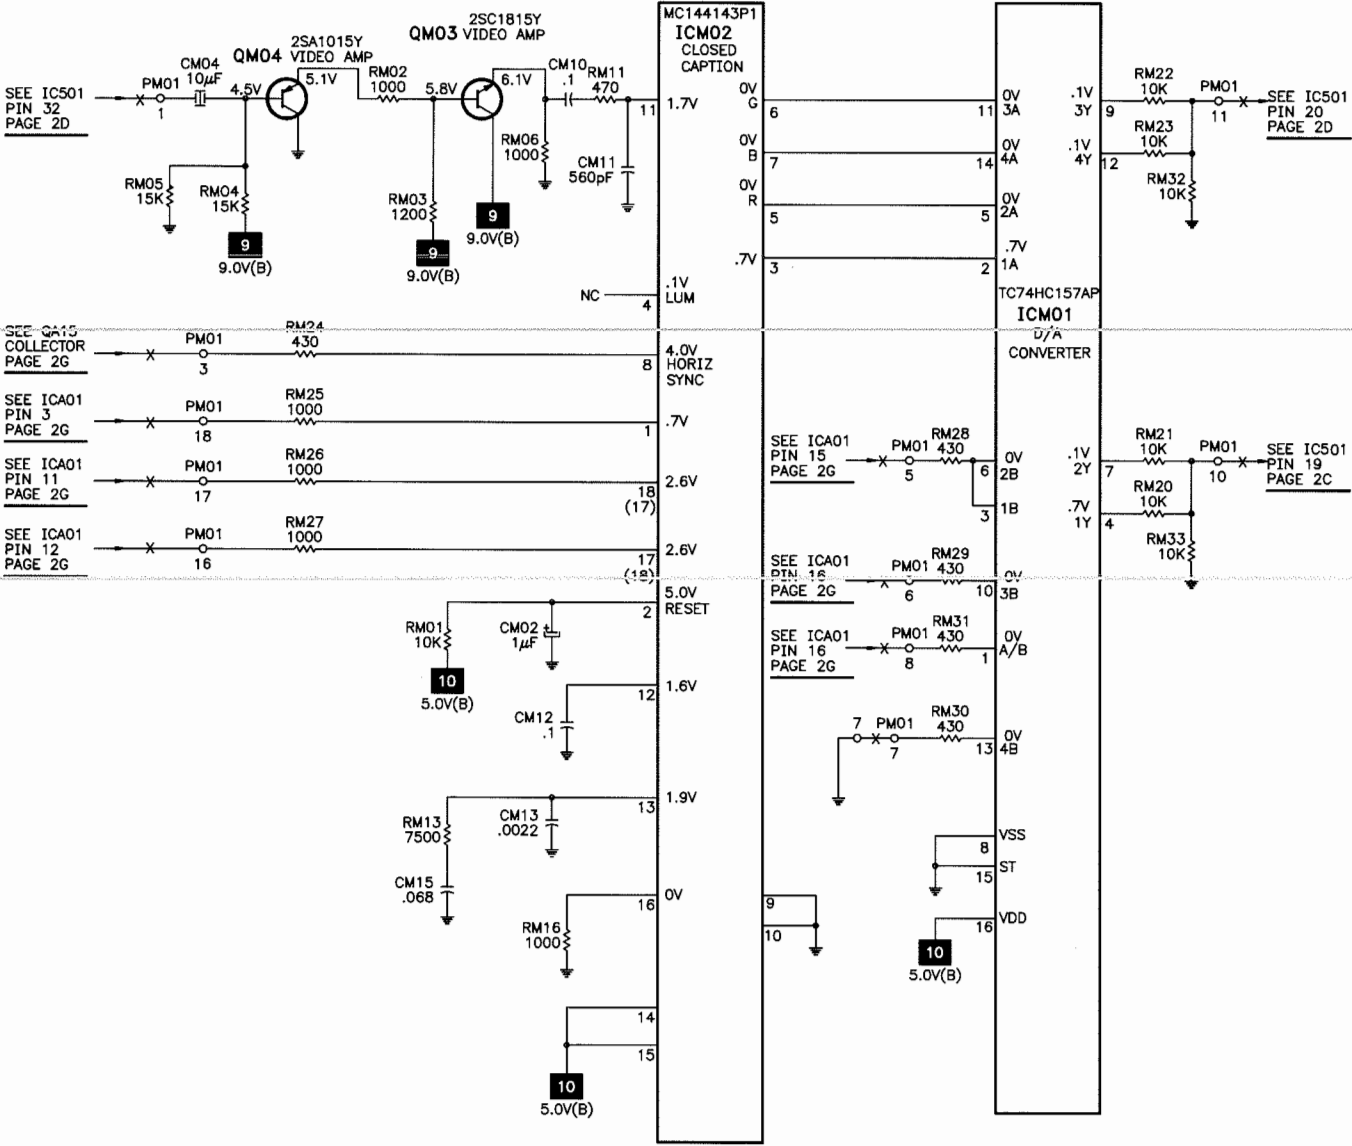 SEE IC501
PIN 32
PAGE 2D
PM01
1
CM04
10µF
4.5V
QM04
2SA1015Y
VIDEO AMP
5.1V
RM02
1000
5.8V
QM03
2SC1815Y
VIDEO AMP
6.1V
CM10
.1
RM11
470
RM05
15K
RM04
15K
9
9.0V(B)
RM03
1200
9
9.0V(B)
9
9.0V(B)
RM06
1000
CM11
560pF
MC144143P1
ICM02
CLOSED
CAPTION
11
1.7V
0V
G
6
0V
B
7
0V
R
5
.7V
3
NC
4
.1V
LUM
11
0V
3A
14
0V
4A
5
0V
2A
2
.7V
1A
TC74HC157AP
ICM01
D/A
CONVERTER
.1V
3Y
9
.1V
4Y
12
RM22
10K
RM23
10K
RM32
10K
PM01
11
SEE IC501
PIN 20
PAGE 2D
SEE QA15
COLLECTOR
PAGE 2G
PM01
3
RM24
430
8
4.0V
HORIZ
SYNC
SEE ICA01
PIN 3
PAGE 2G
PM01
18
RM25
1000
1
.7V
SEE ICA01
PIN 11
PAGE 2G
PM01
17
RM26
1000
18
(17)
2.6V
SEE ICA01
PIN 12
PAGE 2G
PM01
16
RM27
1000
17
(18)
2.6V
SEE ICA01
PIN 15
PAGE 2G
PM01
5
RM28
430
6
0V
2B
3
1B
.1V
2Y
7
.7V
1Y
4
RM21
10K
RM20
10K
RM33
10K
PM01
10
SEE IC501
PIN 19
PAGE 2C
SEE ICA01
PIN 16
PAGE 2G
PM01
6
RM29
430
10
0V
3B
SEE ICA01
PIN 16
PAGE 2G
PM01
8
RM31
430
1
0V
A/B
7
PM01
7
RM30
430
13
0V
4B
RM01
10K
10
5.0V(B)
CM02
+
1µF
2
5.0V
RESET
CM12
.1
12
1.6V
RM13
7500
CM13
.0022
13
1.9V
CM15
.068
RM16
1000
16
0V
14
15
10
5.0V(B)
9
10
8
VSS
15
ST
16
VDD
10
5.0V(B)